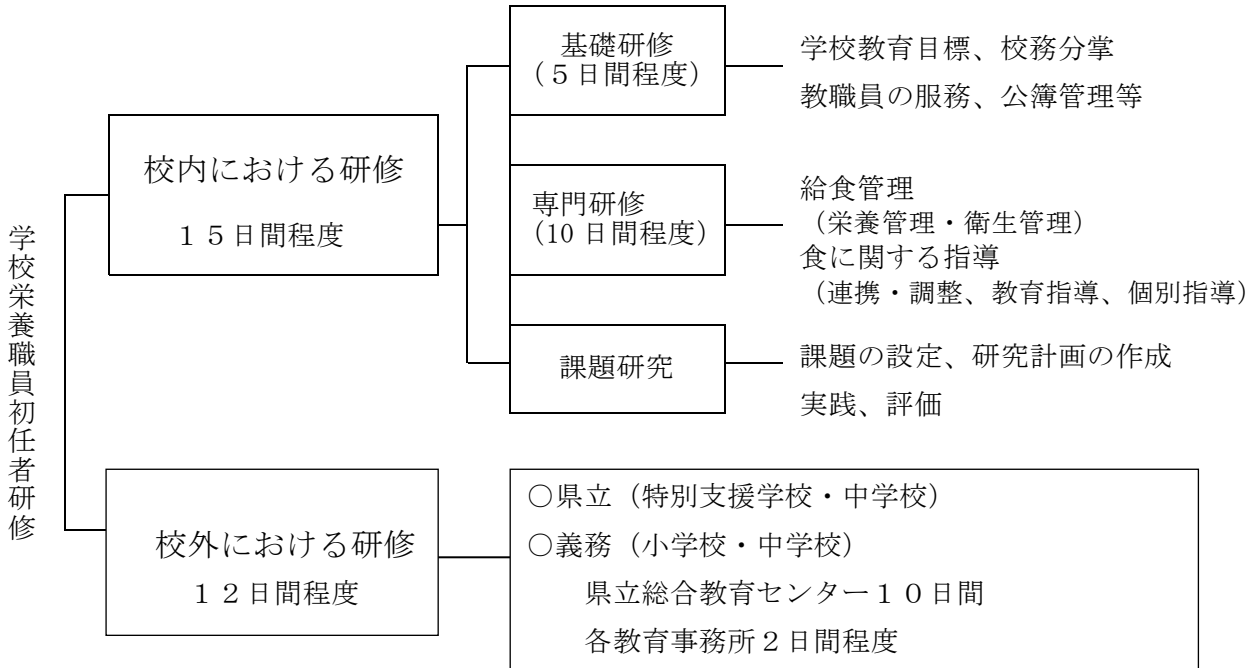 学校栄養職員初任者研修
校内における研修
１５日間程度
基礎研修
(５日間程度)
学校教育目標、校務分掌
教職員の服務、公簿管理等
専門研修
(10日間程度)
給食管理
（栄養管理・衛生管理）
食に関する指導
（連携・調整、教育指導、個別指導）
課題研究
課題の設定、研究計画の作成
実践、評価
校外における研修
１２日間程度
○県立（特別支援学校・中学校）
○義務（小学校・中学校）
県立総合教育センター１０日間
各教育事務所２日間程度